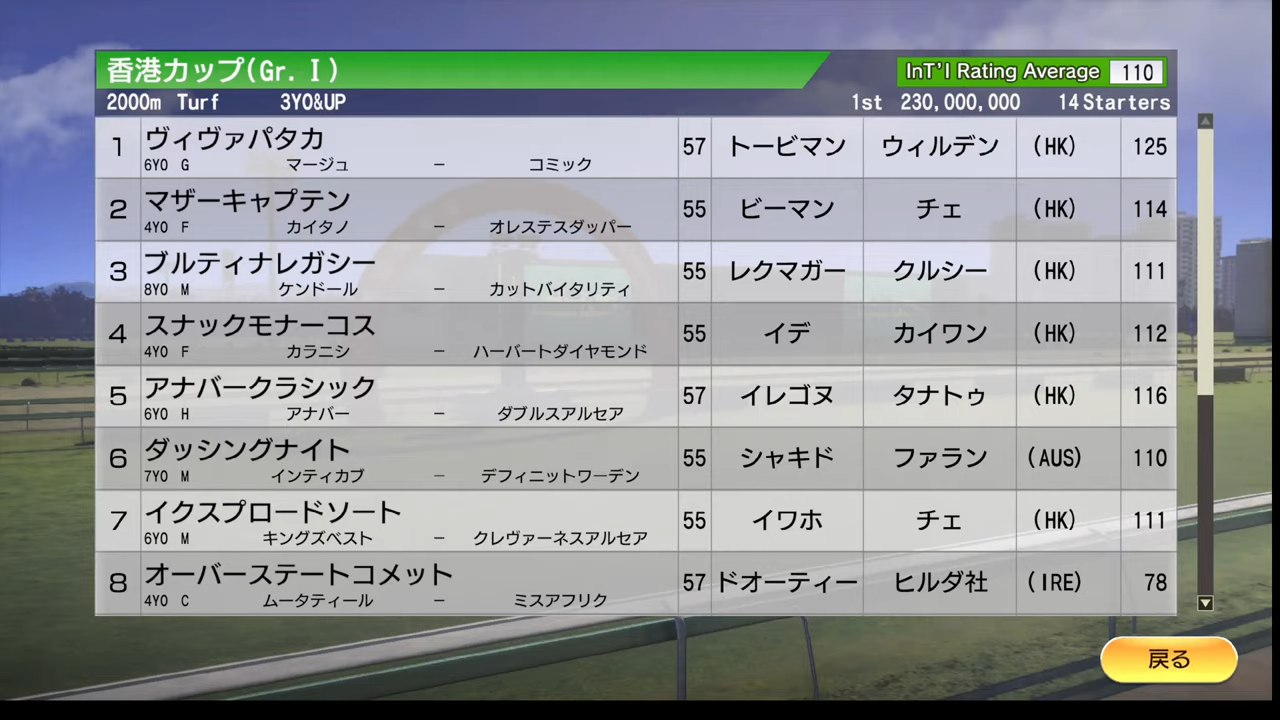 香港カップ(Gr.Ⅰ) InT'l Rating Average 110
2000m Turf 3YO&UP 1st 230,000,000 14Starters
1 ヴィヴァパタカ 57 トービマン ウィルデン (HK) 125
6YO G マージュ − コミック
2 マザーキャプテン 55 ビーマン チェ (HK) 114
4YO F カイタノ − オレステスダッパー
3 ブルティナレガシー 55 レクマガー クルシー (HK) 111
8YO M ケンドール − カットバイタリティ
4 スナックモナーコス 55 イデ カイワン (HK) 112
4YO F カラニシ − ハーバートダイヤモンド
5 アナバークラシック 57 イレゴヌ タナトゥ (HK) 116
6YO H アナバー − ダブルスアルセア
6 ダッシングナイト 55 シャキド ファラン (AUS) 110
7YO M インティカブ − デフィニットワーデン
7 イクスプロードソート 55 イワホ チェ (HK) 111
6YO M キングズベスト − クレヴァーネスアルセア
8 オーバーステートコメット 57 ドオーティー ヒルダ社 (IRE) 78
4YO C ムータティール − ミスアフリク
戻る